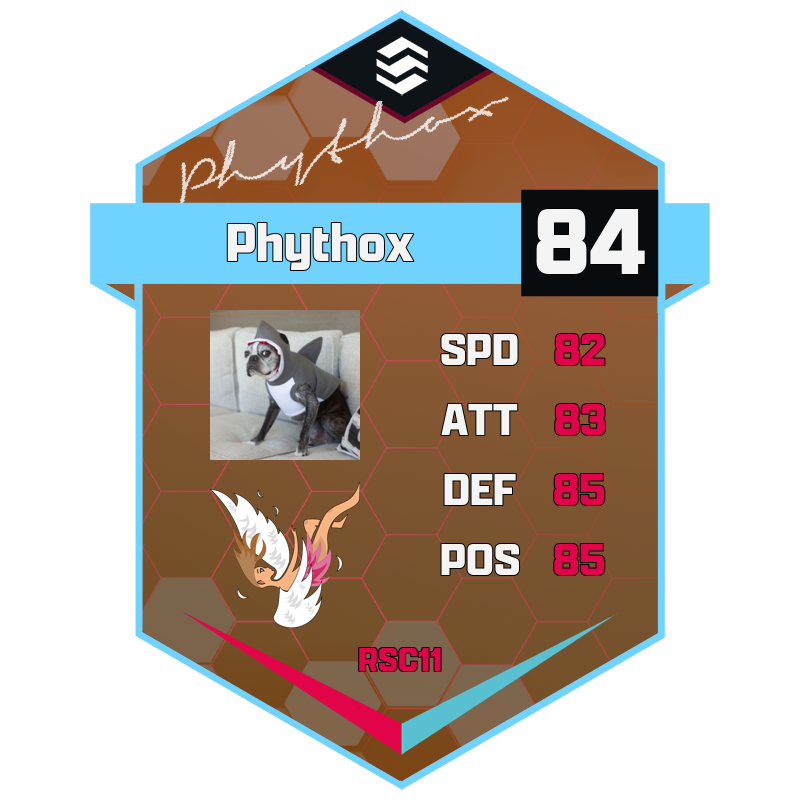 Phythox
Phythox 84
SPD 82
ATT 83
DEF 85
POS 85
RSC11